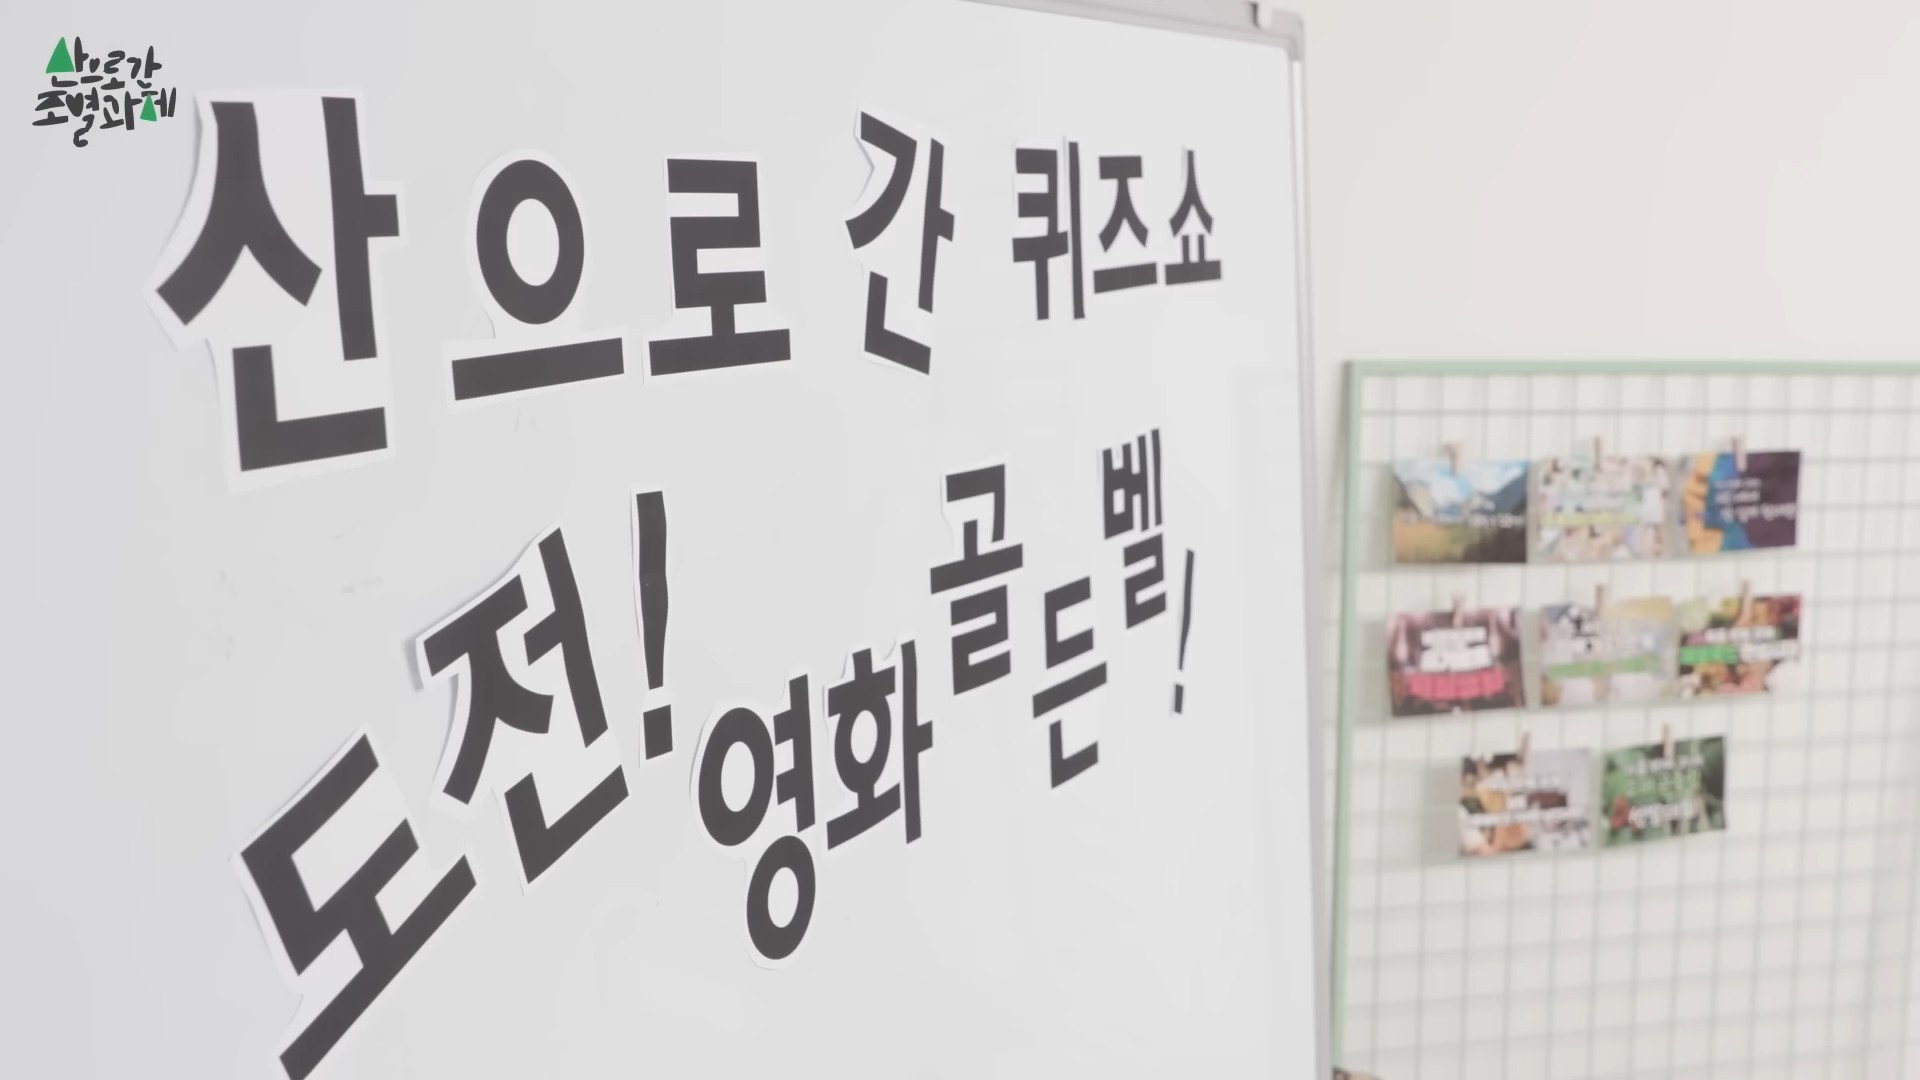 산으로간
조별과제
산으로 간 퀴즈쇼
도전! 영화 골든벨!